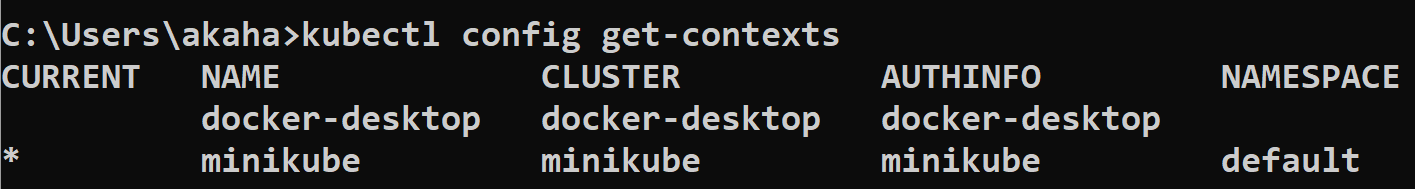 C:\Users\akaha>kubectl config get-contexts
CURRENT   NAME             CLUSTER          AUTHINFO         NAMESPACE
          docker-desktop   docker-desktop   docker-desktop
*         minikube         minikube         minikube         default